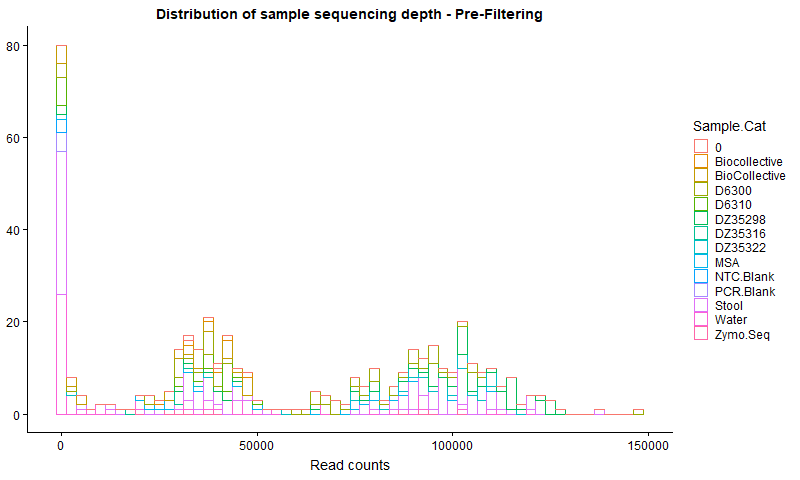 Distribution of sample sequencing depth - Pre-Filtering
80
60
40
20
0
0
50000
100000
150000
Read counts
Sample.Cat
0
Biocollective
BioCollective
D6300
D6310
DZ35298
DZ35316
DZ35322
MSA
NTC.Blank
PCR.Blank
Stool
Water
Zymo.Seq